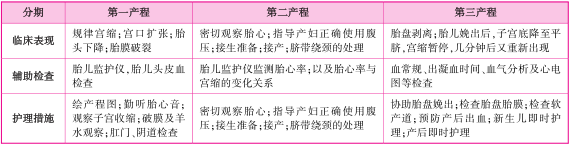 分期 第一产程 第二产程 第三产程
临床表现
规律宫缩；宫口扩张；胎
头下降；胎膜破裂
密切观察胎心；指导产妇正确使用腹
压；接生准备；接产；脐带绕颈的处理
胎盘剥离；胎儿娩出后，子宫底降至平
脐，宫缩暂停，几分钟后又重新出现
辅助检查
胎儿监护仪，胎儿头皮血
检查
胎儿监护仪监测胎心率；以及胎心率与
宫缩的变化关系
血常规、出凝血时间、血气分析及心电
图等检查
护理措施
绘产程图；勤听胎心音；
观察子宫收缩；破膜及羊
水观察；肛门、阴道检查
密切观察胎心；指导产妇正确使用腹
压；接生准备；接产；脐带绕颈的处理
协助胎盘娩出；检查胎盘胎膜；检查软
产道；预防产后出血；新生儿即时护
理；产后即时护理